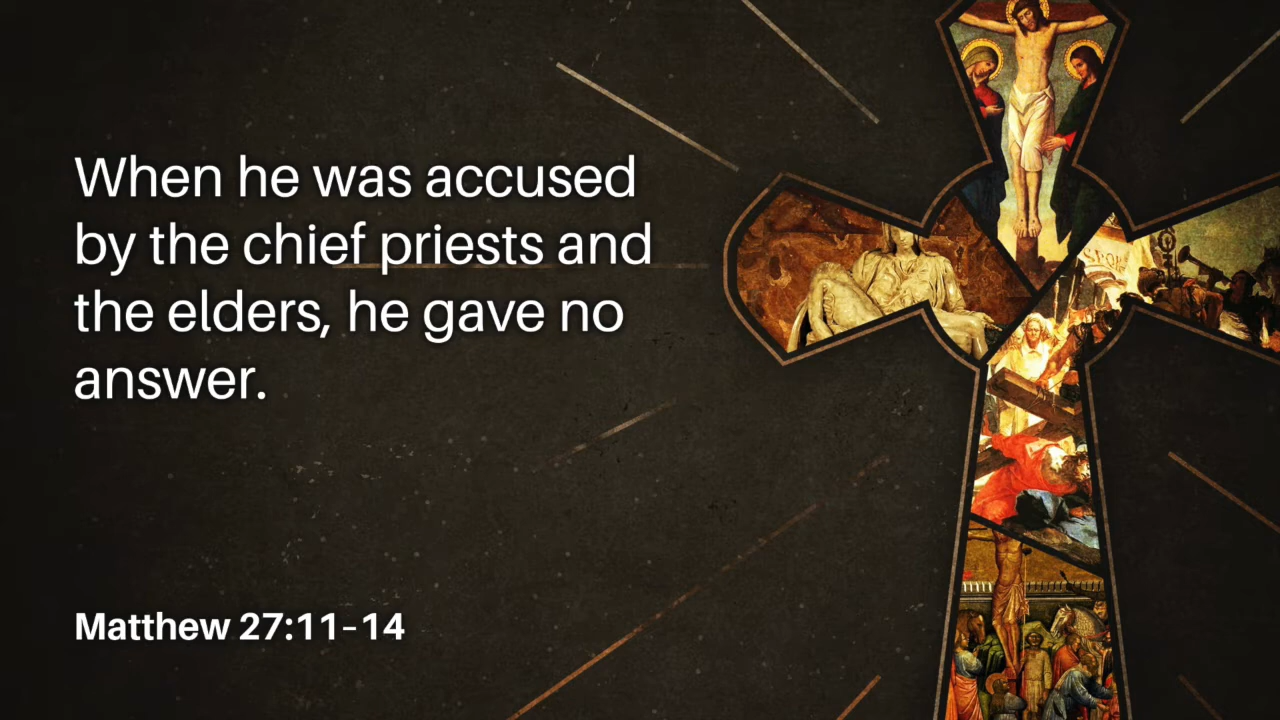 When he was accused
by the chief priests and
the elders, he gave no
answer.
SPQR
Matthew 27:11–14